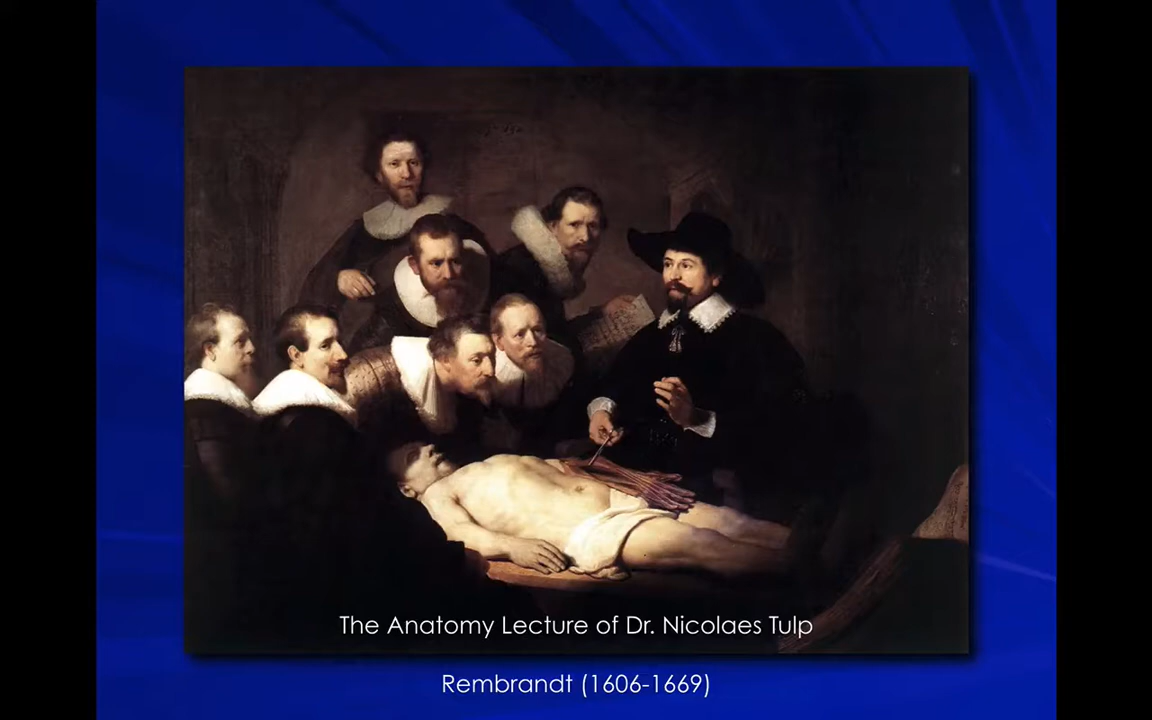 The Anatomy Lecture of Dr. Nicolaes Tulp
Rembrandt (1606-1669)